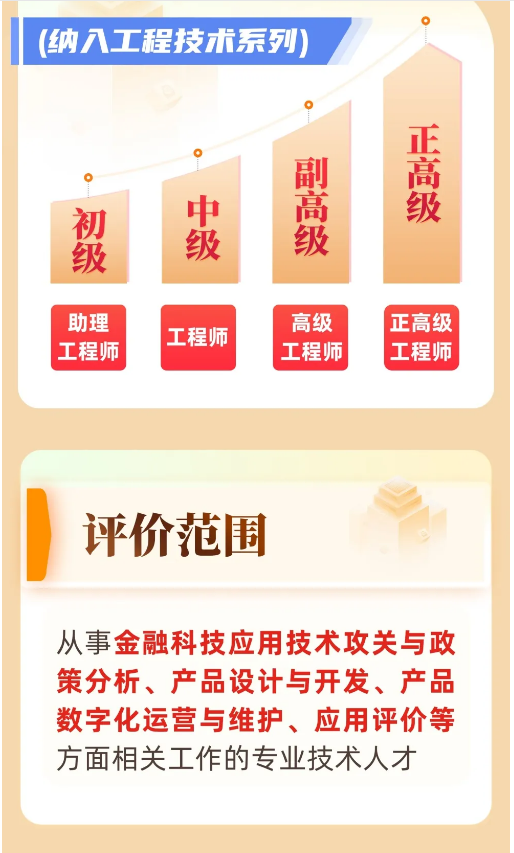 (纳入工程技术系列)
初级
中级
副高级
正高级
助理
工程师
工程师
高级
工程师
正高级
工程师
评价范围
从事金融科技应用技术攻关与政
策分析、产品设计与开发、产品
数字化运营与维护、应用评价等
方面相关工作的专业技术人才